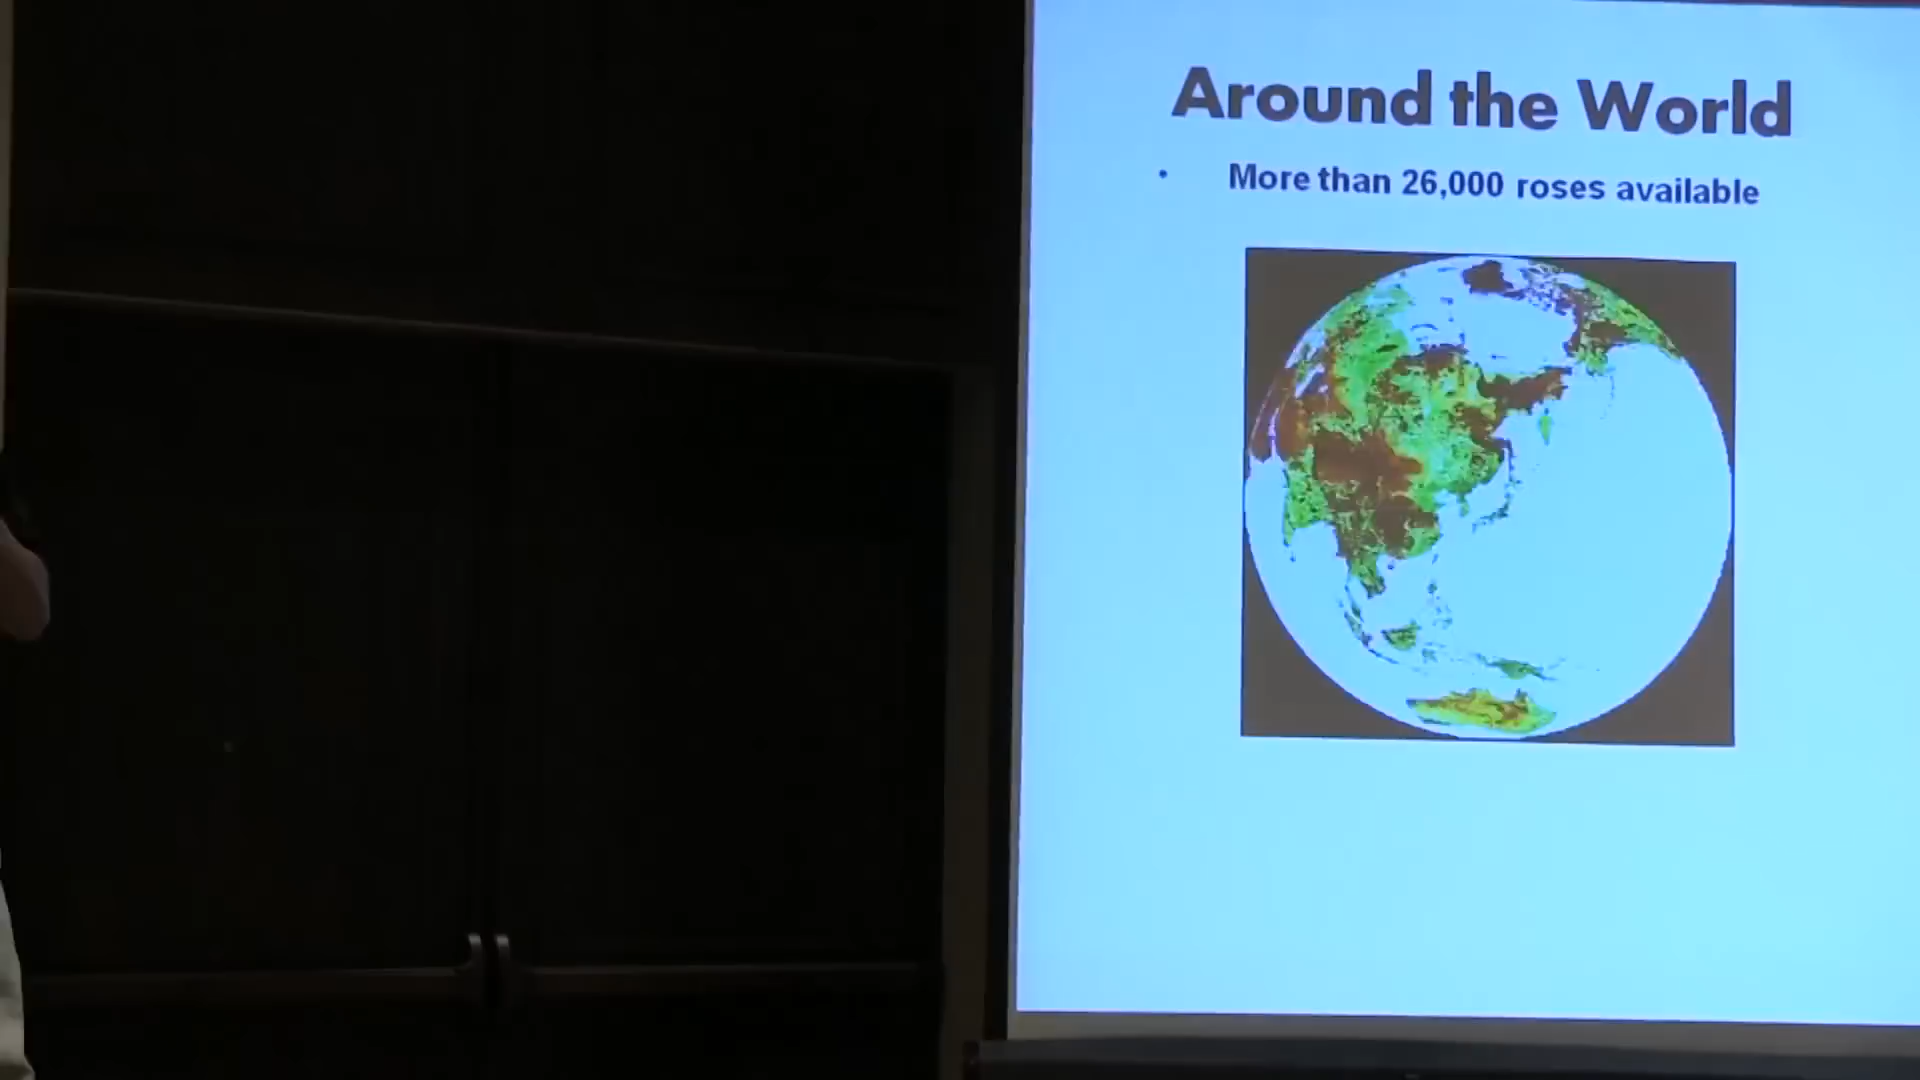 Around the World
• More than 26,000 roses available